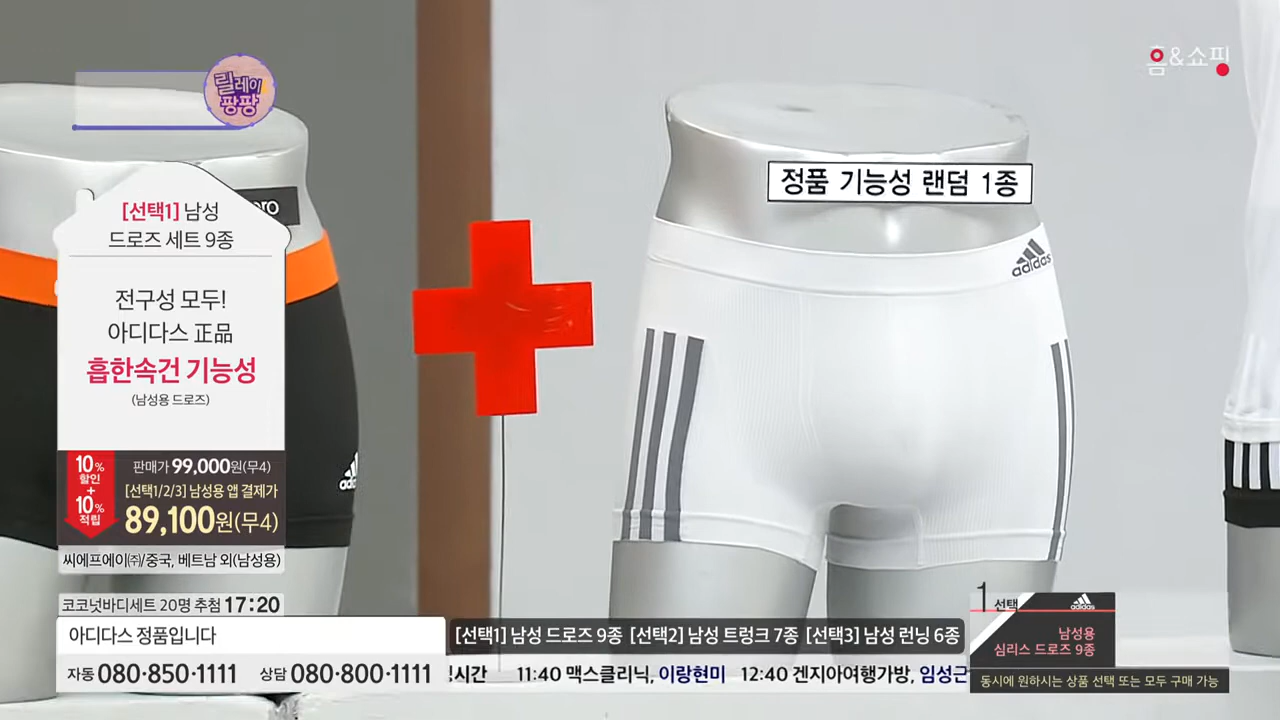 릴레이
팡팡
홈&쇼핑
정품 기능성 랜덤 1종
adidas
[선택1] 남성
드로즈 세트 9종
전구성 모두!
아디다스 正品
흡한속건 기능성
(남성용 드로즈)
10%
할인
+
10%
적립
판매가 99,000원(무4)
[선택1/2/3] 남성용 앱 결제가
89,100원(무4)
씨에프에이㈜/중국, 베트남 외(남성용)
코코넛바디세트 20명 추첨 17:20
아디다스 정품입니다
[선택1] 남성 드로즈 9종 [선택2] 남성 트렁크 7종 [선택3] 남성 런닝 6종
자동 080·850·1111 상담 080·800·1111
시간 11:40 맥스클리닉, 이랑현미 12:40 겐지아여행가방, 임성근
1 선택
adidas
남성용
심리스 드로즈 9종
동시에 원하시는 상품 선택 또는 모두 구매 가능